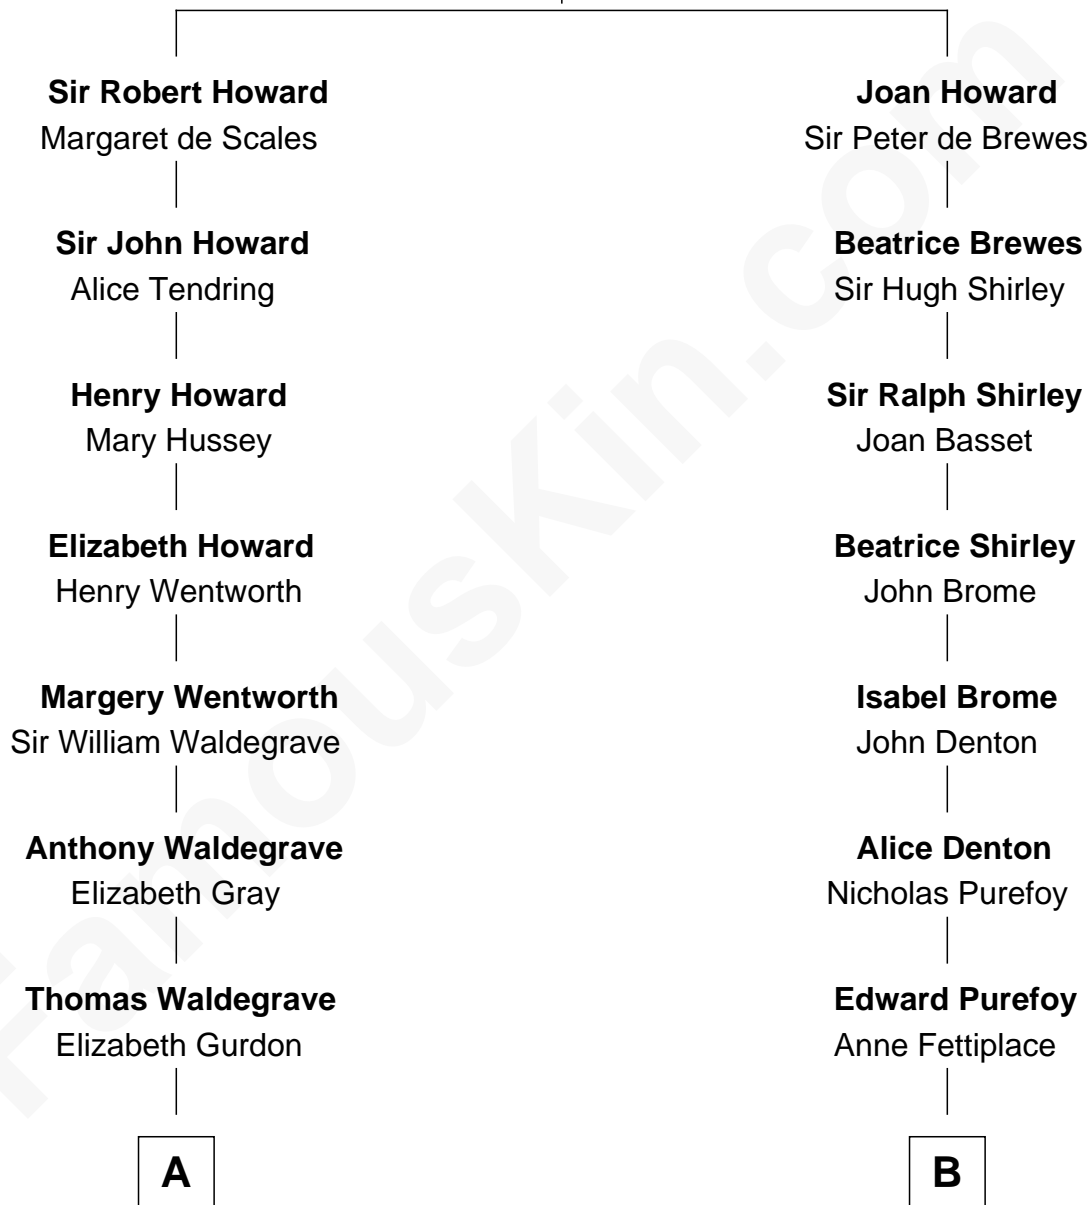 Sir Robert Howard
Margaret de Scales
Sir John Howard
Alice Tendring
Henry Howard
Mary Hussey
Elizabeth Howard
Henry Wentworth
Margery Wentworth
Sir William Waldegrave
Anthony Waldegrave
Elizabeth Gray
Thomas Waldegrave
Elizabeth Gurdon
A
Joan Howard
Sir Peter de Brewes
Beatrice Brewes
Sir Hugh Shirley
Sir Ralph Shirley
Joan Basset
Beatrice Shirley
John Brome
Isabel Brome
John Denton
Alice Denton
Nicholas Purefoy
Edward Purefoy
Anne Fettiplace
B
FamousKin.com